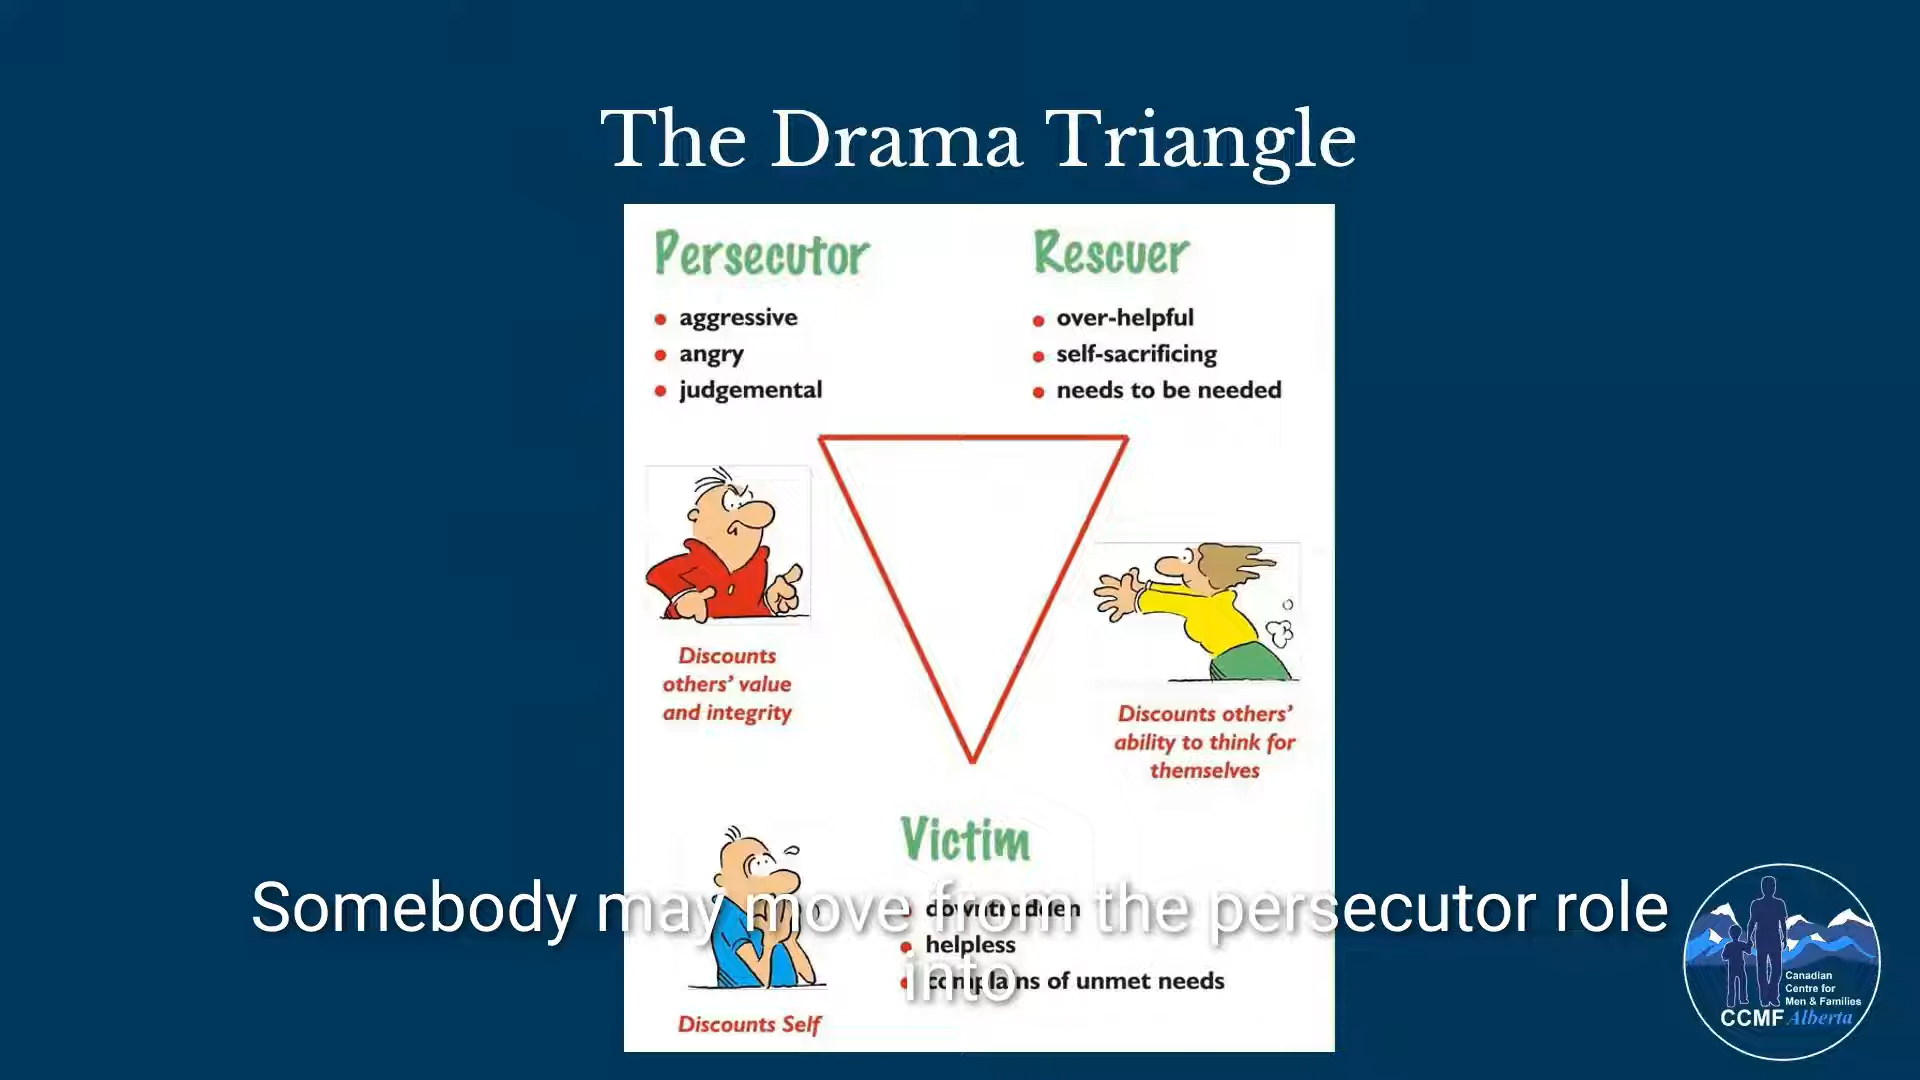 The Drama Triangle
Persecutor
aggressive
angry
judgemental
Rescuer
over-helpful
self-sacrificing
needs to be needed
Discounts
others’ value
and integrity
Discounts others’
ability to think for
themselves
Victim
downtrodden
helpless
complains of unmet needs
Discounts Self
Somebody may move from the persecutor role
into
Canadian
Centre for
Men & Families
CCMF Alberta